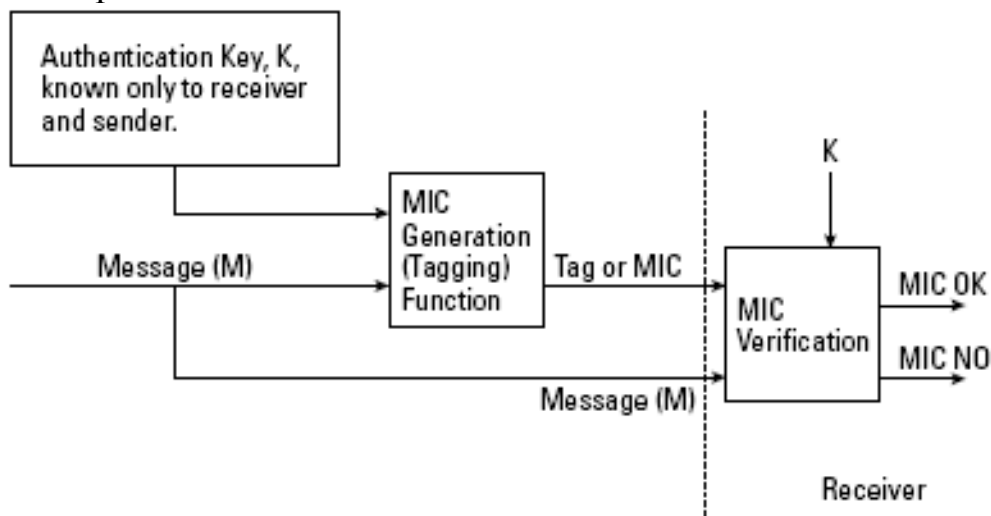 Authentication Key, K,
known only to receiver
and sender.
K
MIC
Generation
(Tagging)
Function
Message (M)
Tag or MIC
MIC OK
MIC
Verification
MIC NO
Message (M)
Receiver